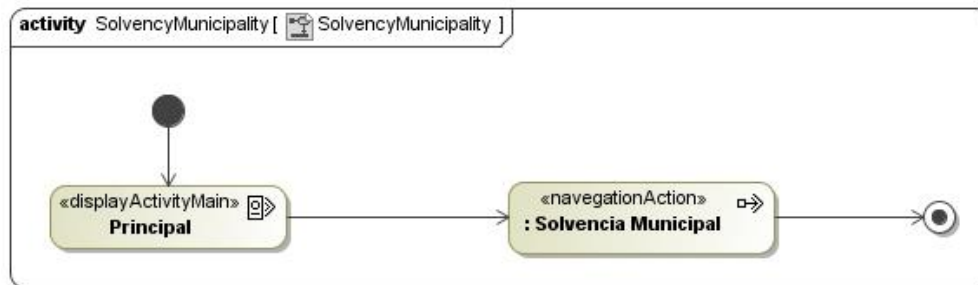 activity SolvencyMunicipality [ SolvencyMunicipality ]
«displayActivityMain»
Principal
«navegationAction»
: Solvencia Municipal